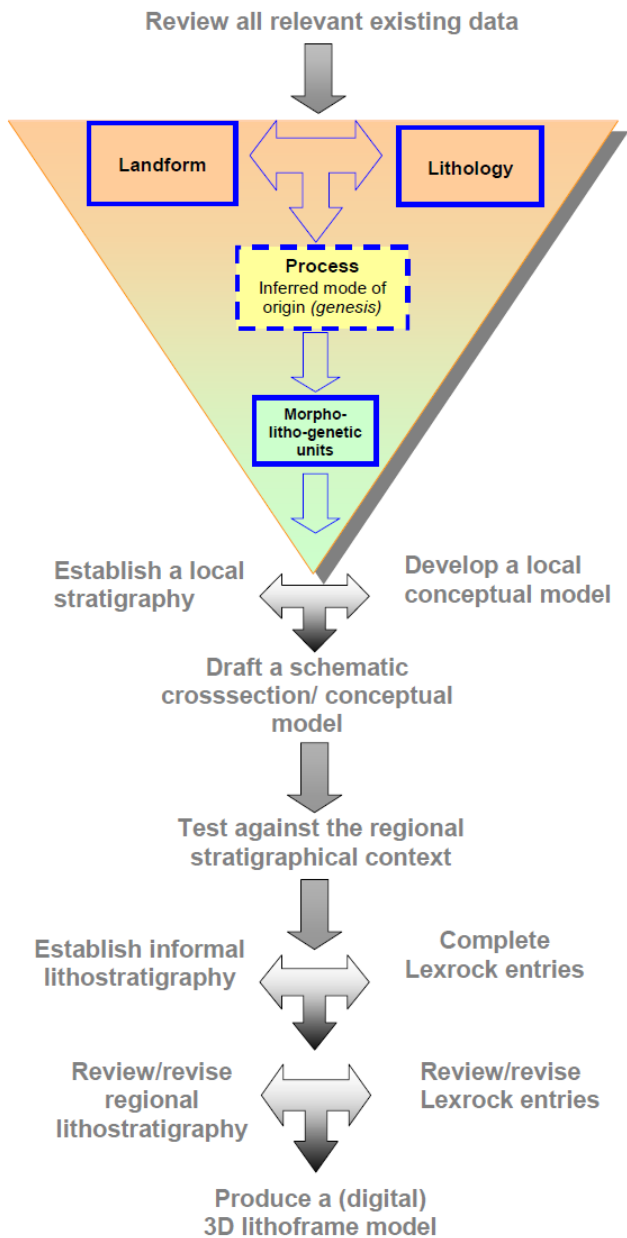 Review all relevant existing data
Landform
Lithology
Process
Inferred mode of
origin (genesis)
Morpho-
litho-genetic
units
Establish a local
stratigraphy
Develop a local
conceptual model
Draft a schematic
crosssection/ conceptual
model
Test against the regional
stratigraphical context
Establish informal
lithostratigraphy
Complete
Lexrock entries
Review/revise
regional
lithostratigraphy
Review/revise
Lexrock entries
Produce a (digital)
3D lithoframe model